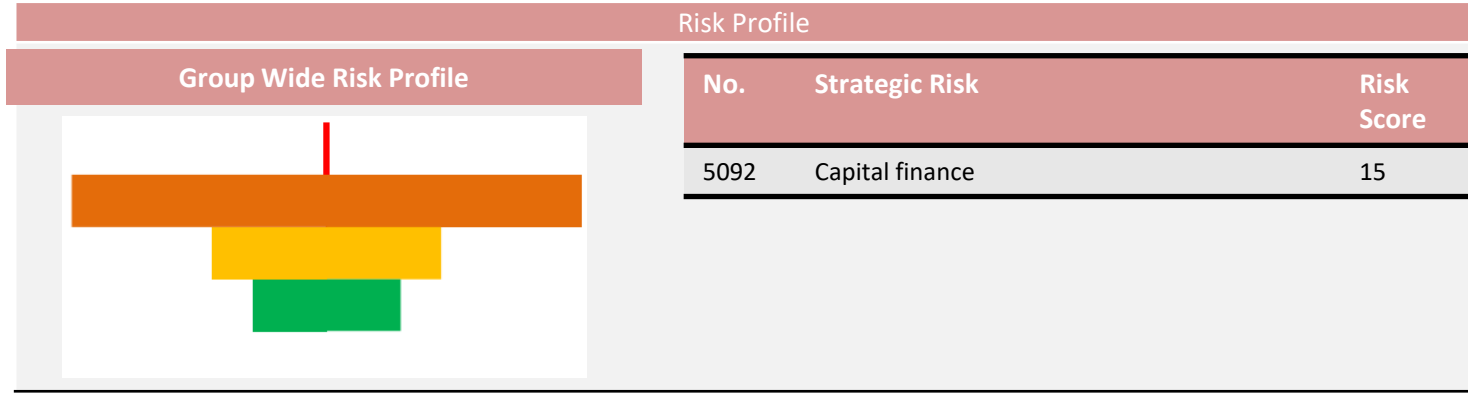 Risk Profile
Group Wide Risk Profile
No. Strategic Risk Risk
Score
5092 Capital finance 15